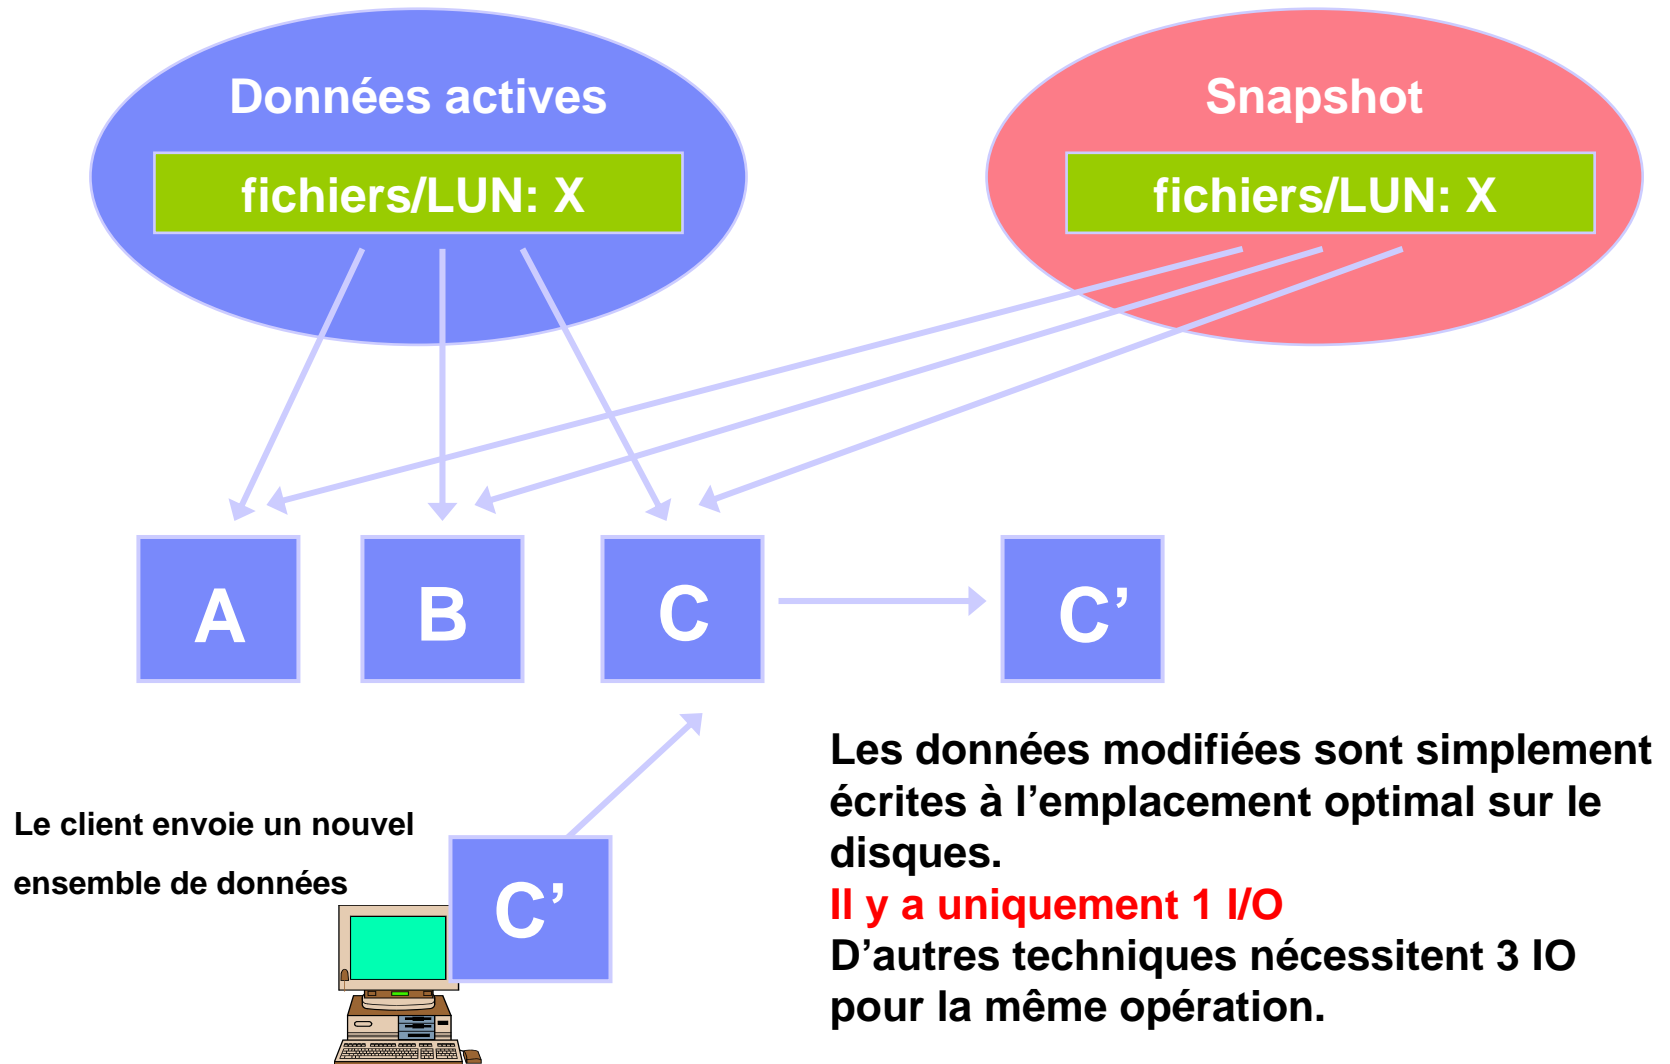 Données actives
Snapshot
fichiers/LUN: X
fichiers/LUN: X
A
B
C
C’
Le client envoie un nouvel
ensemble de données
C’
Les données modifiées sont simplement
écrites à l’emplacement optimal sur le
disques.
Il y a uniquement 1 I/O
D’autres techniques nécessitent 3 IO
pour la même opération.